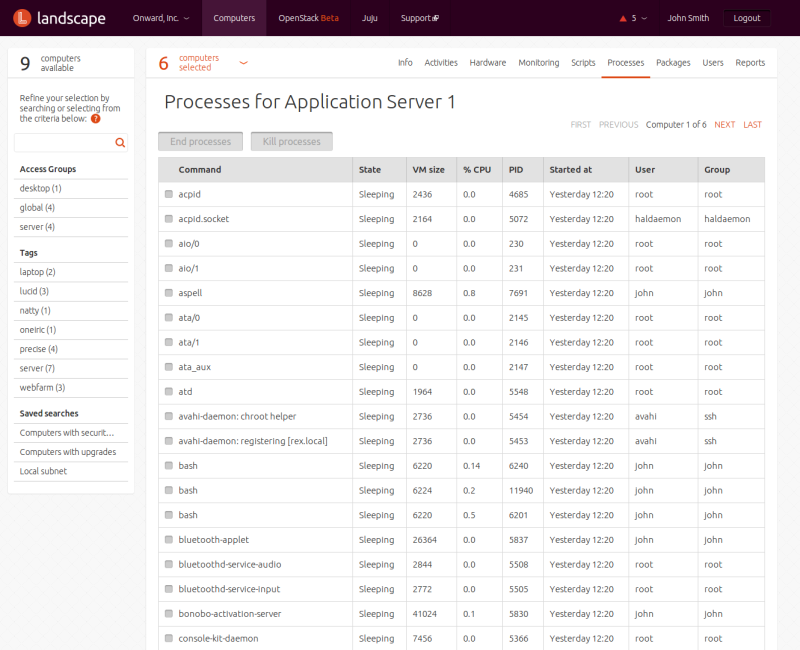 landscape Onward, Inc. Computers OpenStack Beta Juju Support 5 John Smith Logout
9 computers available
Refine your selection by
searching or selecting from
the criteria below: ?
Access Groups
desktop (1)
global (4)
server (4)
Tags
laptop (2)
lucid (3)
natty (1)
oneiric (1)
precise (4)
server (7)
webfarm (3)
Saved searches
Computers with securit...
Computers with upgrades
Local subnet
6 computers selected
Info Activities Hardware Monitoring Scripts Processes Packages Users Reports
Processes for Application Server 1
FIRST PREVIOUS Computer 1 of 6 NEXT LAST
End processes Kill processes
Command State VM size % CPU PID Started at User Group
acpid Sleeping 2436 0.0 4685 Yesterday 12:20 root root
acpid.socket Sleeping 2164 0.0 5072 Yesterday 12:20 haldaemon haldaemon
aio/0 Sleeping 0 0.0 230 Yesterday 12:20 root root
aio/1 Sleeping 0 0.0 231 Yesterday 12:20 root root
aspell Sleeping 8628 0.8 7691 Yesterday 12:20 john john
ata/0 Sleeping 0 0.0 2145 Yesterday 12:20 root root
ata/1 Sleeping 0 0.0 2146 Yesterday 12:20 root root
ata_aux Sleeping 0 0.0 2147 Yesterday 12:20 root root
atd Sleeping 1964 0.0 5548 Yesterday 12:20 root root
avahi-daemon: chroot helper Sleeping 2736 0.0 5454 Yesterday 12:20 avahi ssh
avahi-daemon: registering [rex.local] Sleeping 2736 0.0 5453 Yesterday 12:20 avahi ssh
bash Sleeping 6220 0.14 6240 Yesterday 12:20 john john
bash Sleeping 6224 0.2 11940 Yesterday 12:20 john john
bash Sleeping 6220 0.5 6201 Yesterday 12:20 john john
bluetooth-applet Sleeping 26364 0.0 5837 Yesterday 12:20 john john
bluetoothd-service-audio Sleeping 2844 0.0 5508 Yesterday 12:20 root root
bluetoothd-service-input Sleeping 2772 0.0 5505 Yesterday 12:20 root root
bonobo-activation-server Sleeping 41024 0.1 5830 Yesterday 12:20 john john
console-kit-daemon Sleeping 7456 0.0 5366 Yesterday 12:20 root root